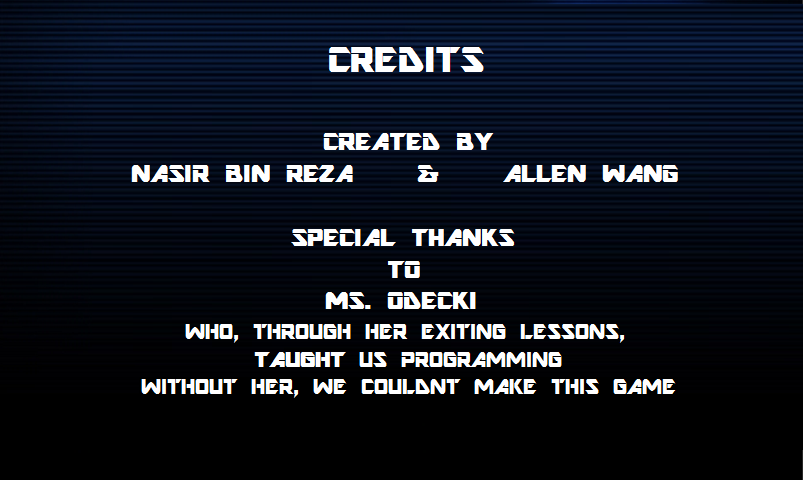 CREDITS
CREATED BY
NASIR BIN REZA & ALLEN WANG
SPECIAL THANKS
TO
MS. ODECKI
WHO, THROUGH HER EXITING LESSONS,
TAUGHT US PROGRAMMING
WITHOUT HER, WE COULDNT MAKE THIS GAME